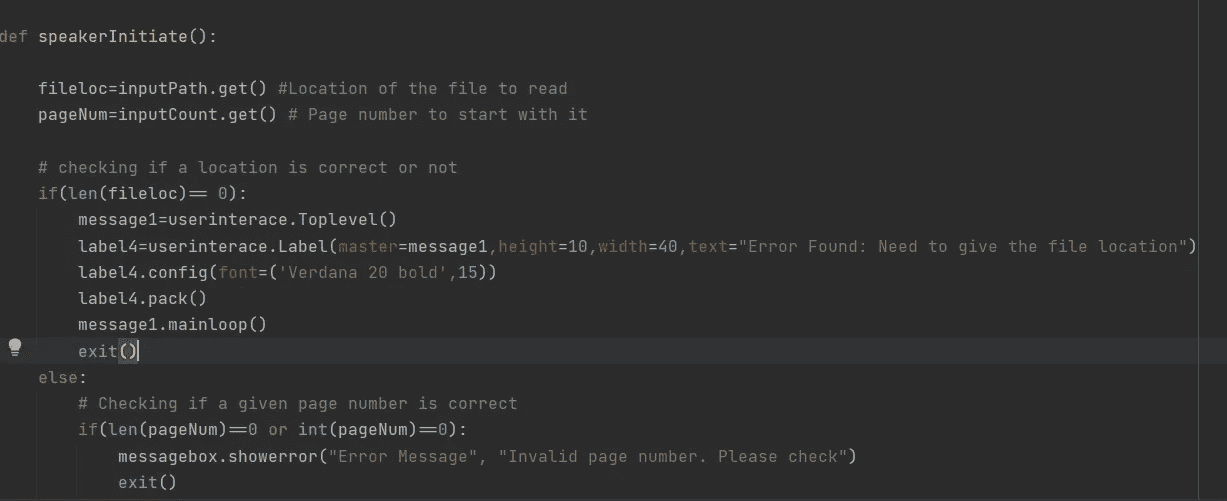 def speakerInitiate():
fileloc=inputPath.get() #Location of the file to read
pageNum=inputCount.get() # Page number to start with it
# checking if a location is correct or not
if(len(fileloc)== 0):
message1=userinterace.Toplevel()
label4=userinterace.Label(master=message1,height=10,width=40,text="Error Found: Need to give the file location")
label4.config(font=('Verdana 20 bold',15))
label4.pack()
message1.mainloop()
exit()
else:
# Checking if a given page number is correct
if(len(pageNum)==0 or int(pageNum)==0):
messagebox.showerror("Error Message", "Invalid page number. Please check")
exit()